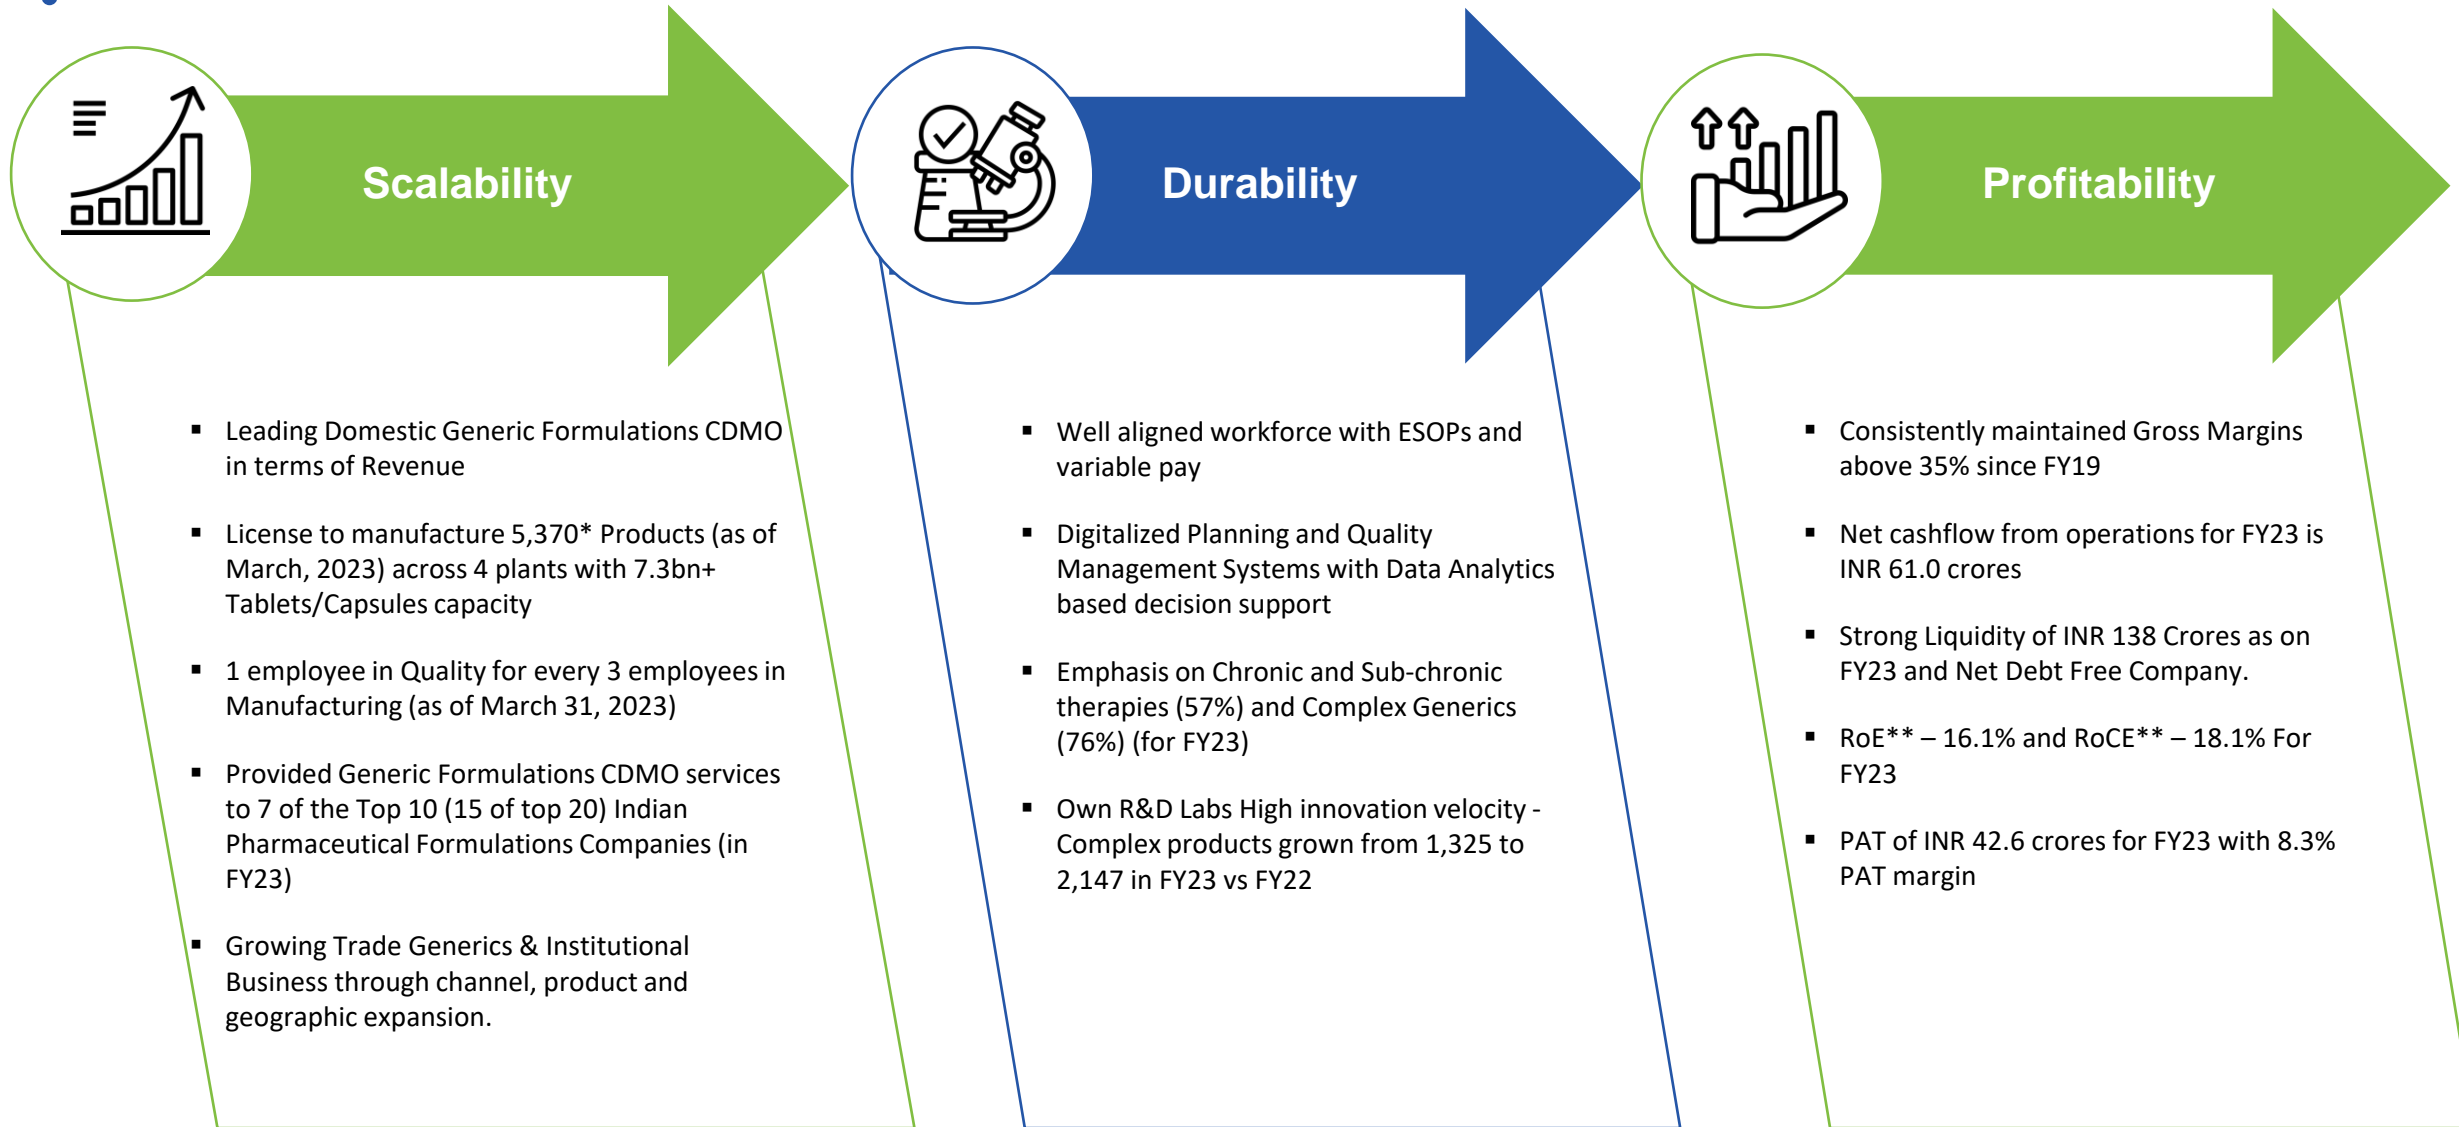 Scalability
▪ Leading Domestic Generic Formulations CDMO
in terms of Revenue
▪ License to manufacture 5,370* Products (as of
March, 2023) across 4 plants with 7.3bn+
Tablets/Capsules capacity
▪ 1 employee in Quality for every 3 employees in
Manufacturing (as of March 31, 2023)
▪ Provided Generic Formulations CDMO services
to 7 of the Top 10 (15 of top 20) Indian
Pharmaceutical Formulations Companies (in
FY23)
▪ Growing Trade Generics & Institutional
Business through channel, product and
geographic expansion.
Durability
▪ Well aligned workforce with ESOPs and
variable pay
▪ Digitalized Planning and Quality
Management Systems with Data Analytics
based decision support
▪ Emphasis on Chronic and Sub-chronic
therapies (57%) and Complex Generics
(76%) (for FY23)
▪ Own R&D Labs High innovation velocity -
Complex products grown from 1,325 to
2,147 in FY23 vs FY22
Profitability
▪ Consistently maintained Gross Margins
above 35% since FY19
▪ Net cashflow from operations for FY23 is
INR 61.0 crores
▪ Strong Liquidity of INR 138 Crores as on
FY23 and Net Debt Free Company.
▪ RoE** – 16.1% and RoCE** – 18.1% For
FY23
▪ PAT of INR 42.6 crores for FY23 with 8.3%
PAT margin